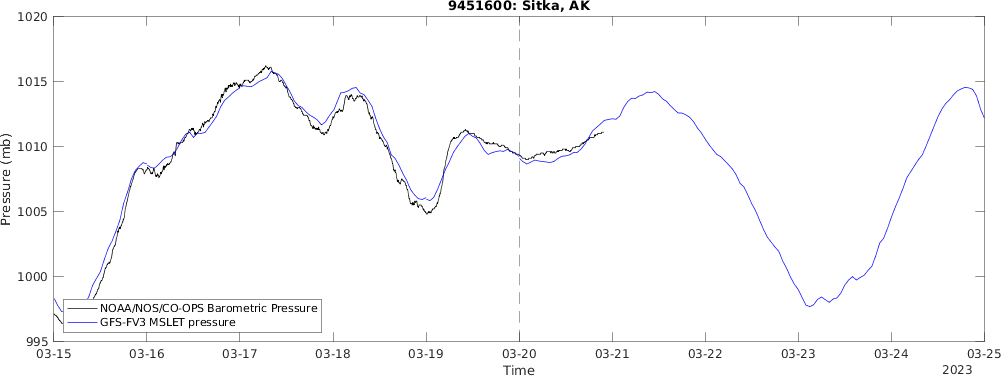 9451600: Sitka, AK
Pressure (mb)
1020
1015
1010
1005
1000
995
NOAA/NOS/CO-OPS Barometric Pressure
GFS-FV3 MSLET pressure
03-15 03-16 03-17 03-18 03-19 03-20 03-21 03-22 03-23 03-24 03-25
Time
2023